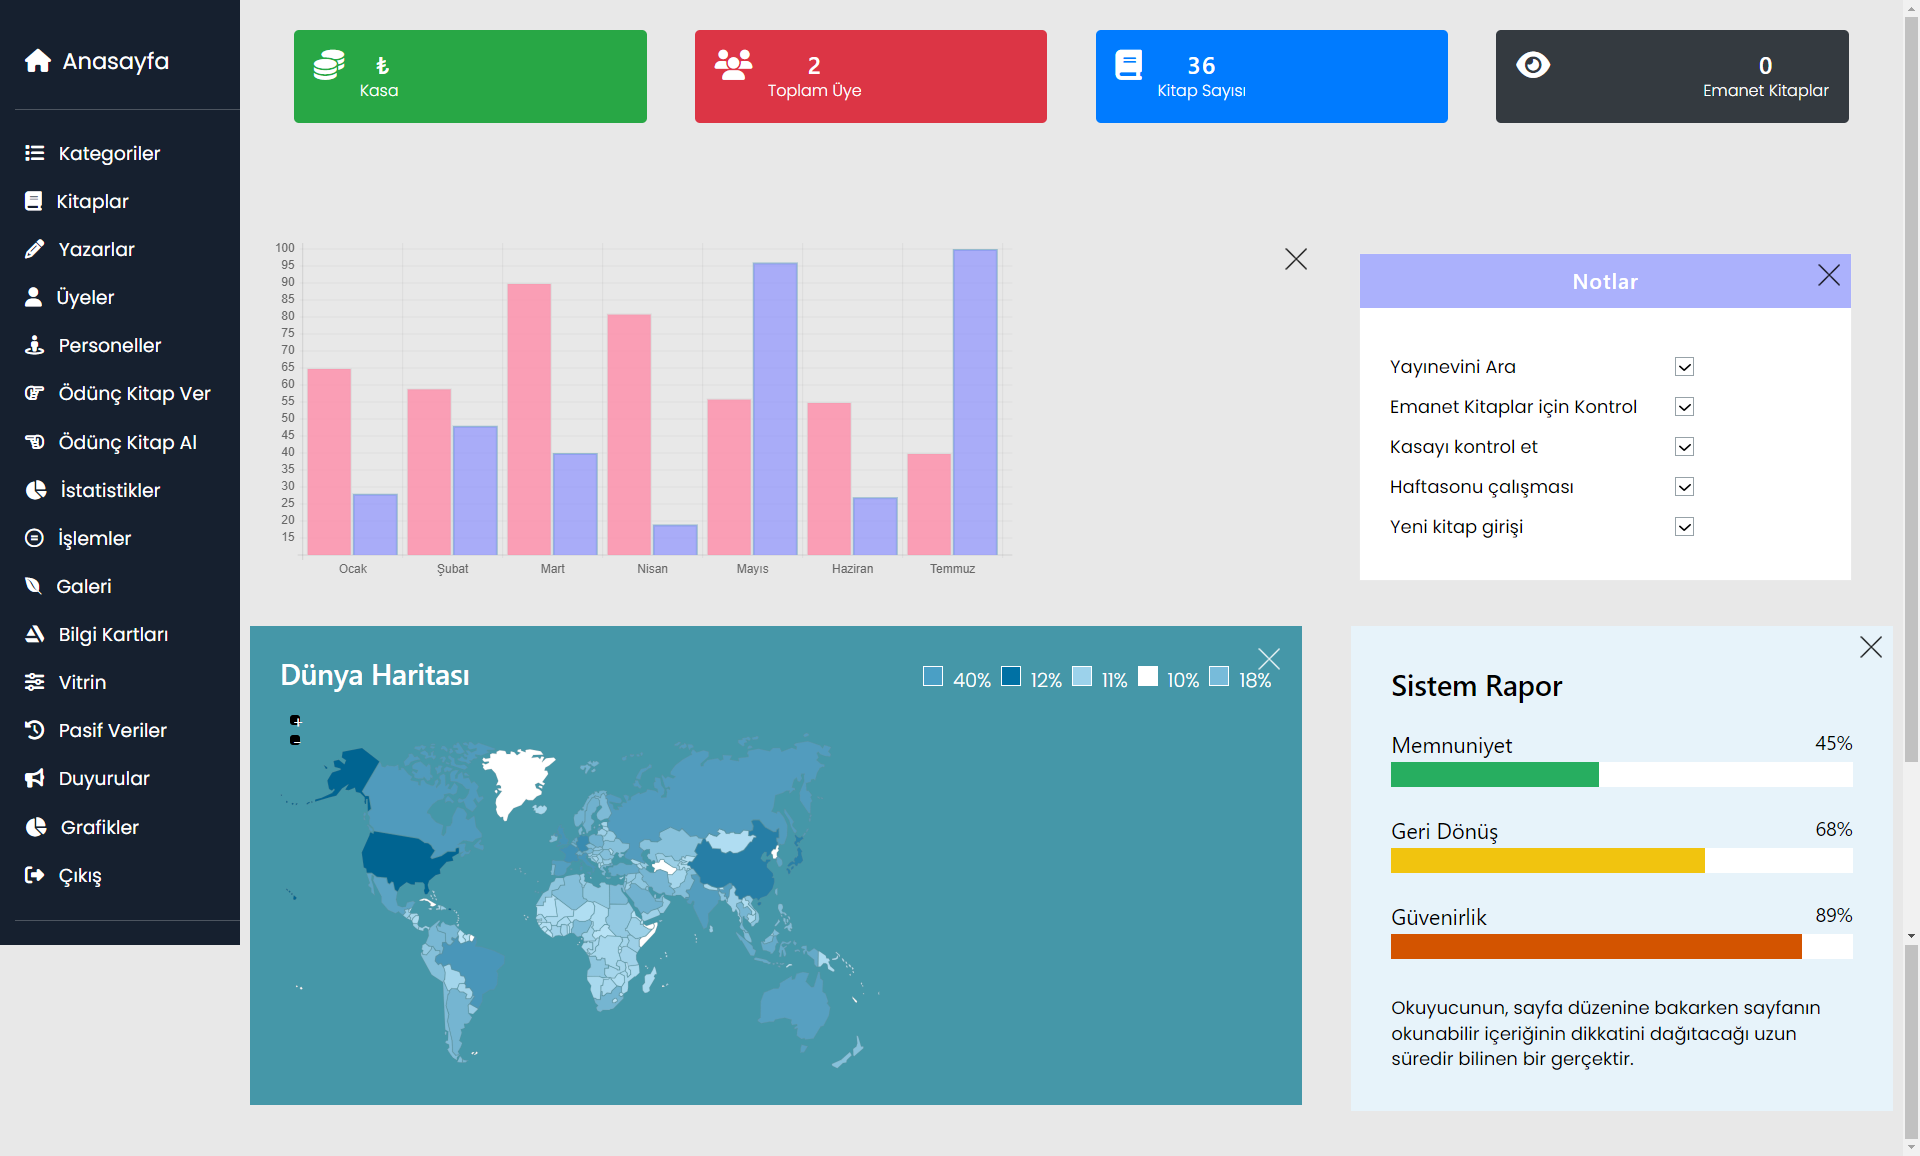 Anasayfa
Kategoriler
Kitaplar
Yazarlar
Üyeler
Personeller
Ödünç Kitap Ver
Ödünç Kitap Al
İstatistikler
İşlemler
Galeri
Bilgi Kartları
Vitrin
Pasif Veriler
Duyurular
Grafikler
Çıkış
₺
Kasa
2
Toplam Üye
36
Kitap Sayısı
0
Emanet Kitaplar
100
95
90
85
80
75
70
65
60
55
50
45
40
35
30
25
20
15
Ocak Şubat Mart Nisan Mayıs Haziran Temmuz
Notlar
Yayınevini Ara
Emanet Kitaplar için Kontrol
Kasayı kontrol et
Haftasonu çalışması
Yeni kitap girişi
Dünya Haritası
40% 12% 11% 10% 18%
+
−
Sistem Rapor
Memnuniyet 45%
Geri Dönüş 68%
Güvenirlik 89%
Okuyucunun, sayfa düzenine bakarken sayfanın
okunabilir içeriğinin dikkatini dağıtacağı uzun
süredir bilinen bir gerçektir.